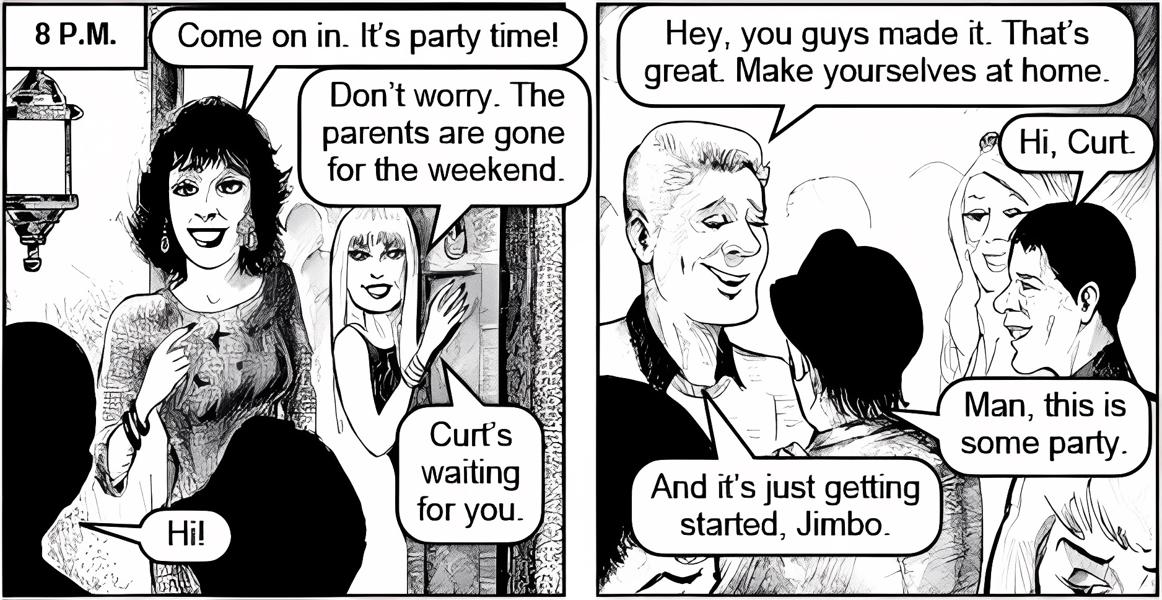 8 P.M.
Come on in. It's party time!
Don't worry. The
parents are gone
for the weekend.
Curt's
waiting
for you.
Hi!
Hey, you guys made it. That's
great. Make yourselves at home.
Hi, Curt.
Man, this is
some party.
And it's just getting
started, Jimbo.